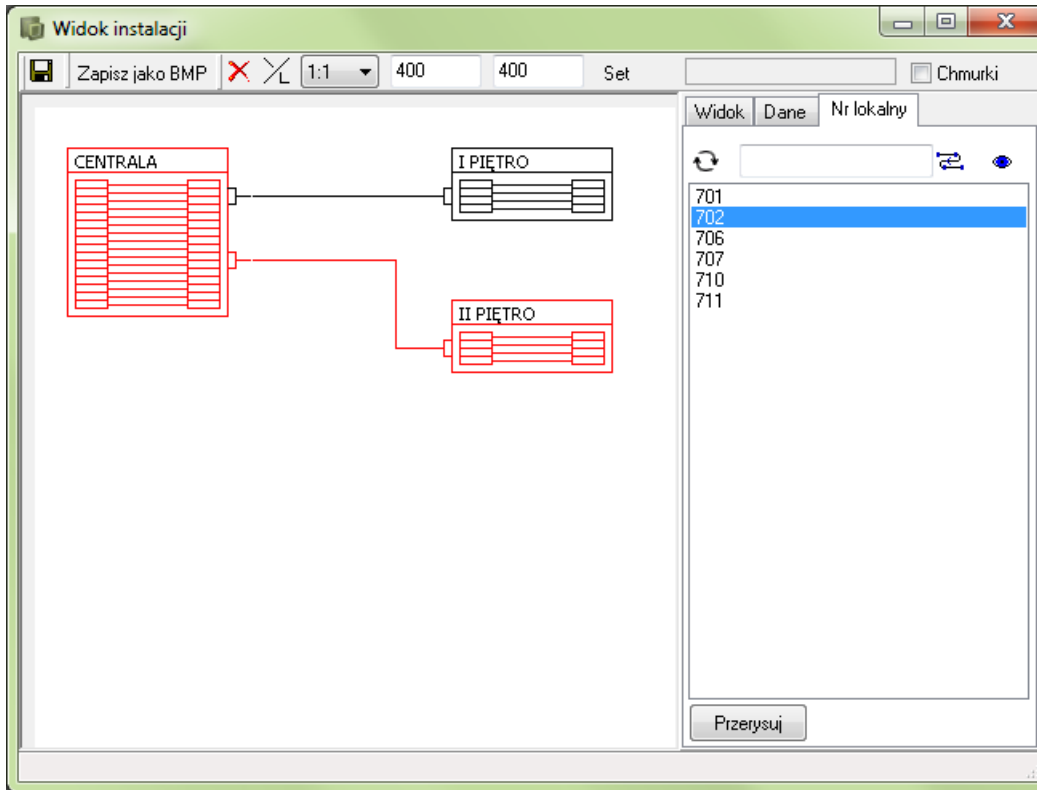 Widok instalacji
Zapisz jako BMP 1:1 400 400 Set Chmurki
Widok Dane Nr lokalny
CENTRALA
I PIĘTRO
II PIĘTRO
701
702
706
707
710
711
Przerysuj